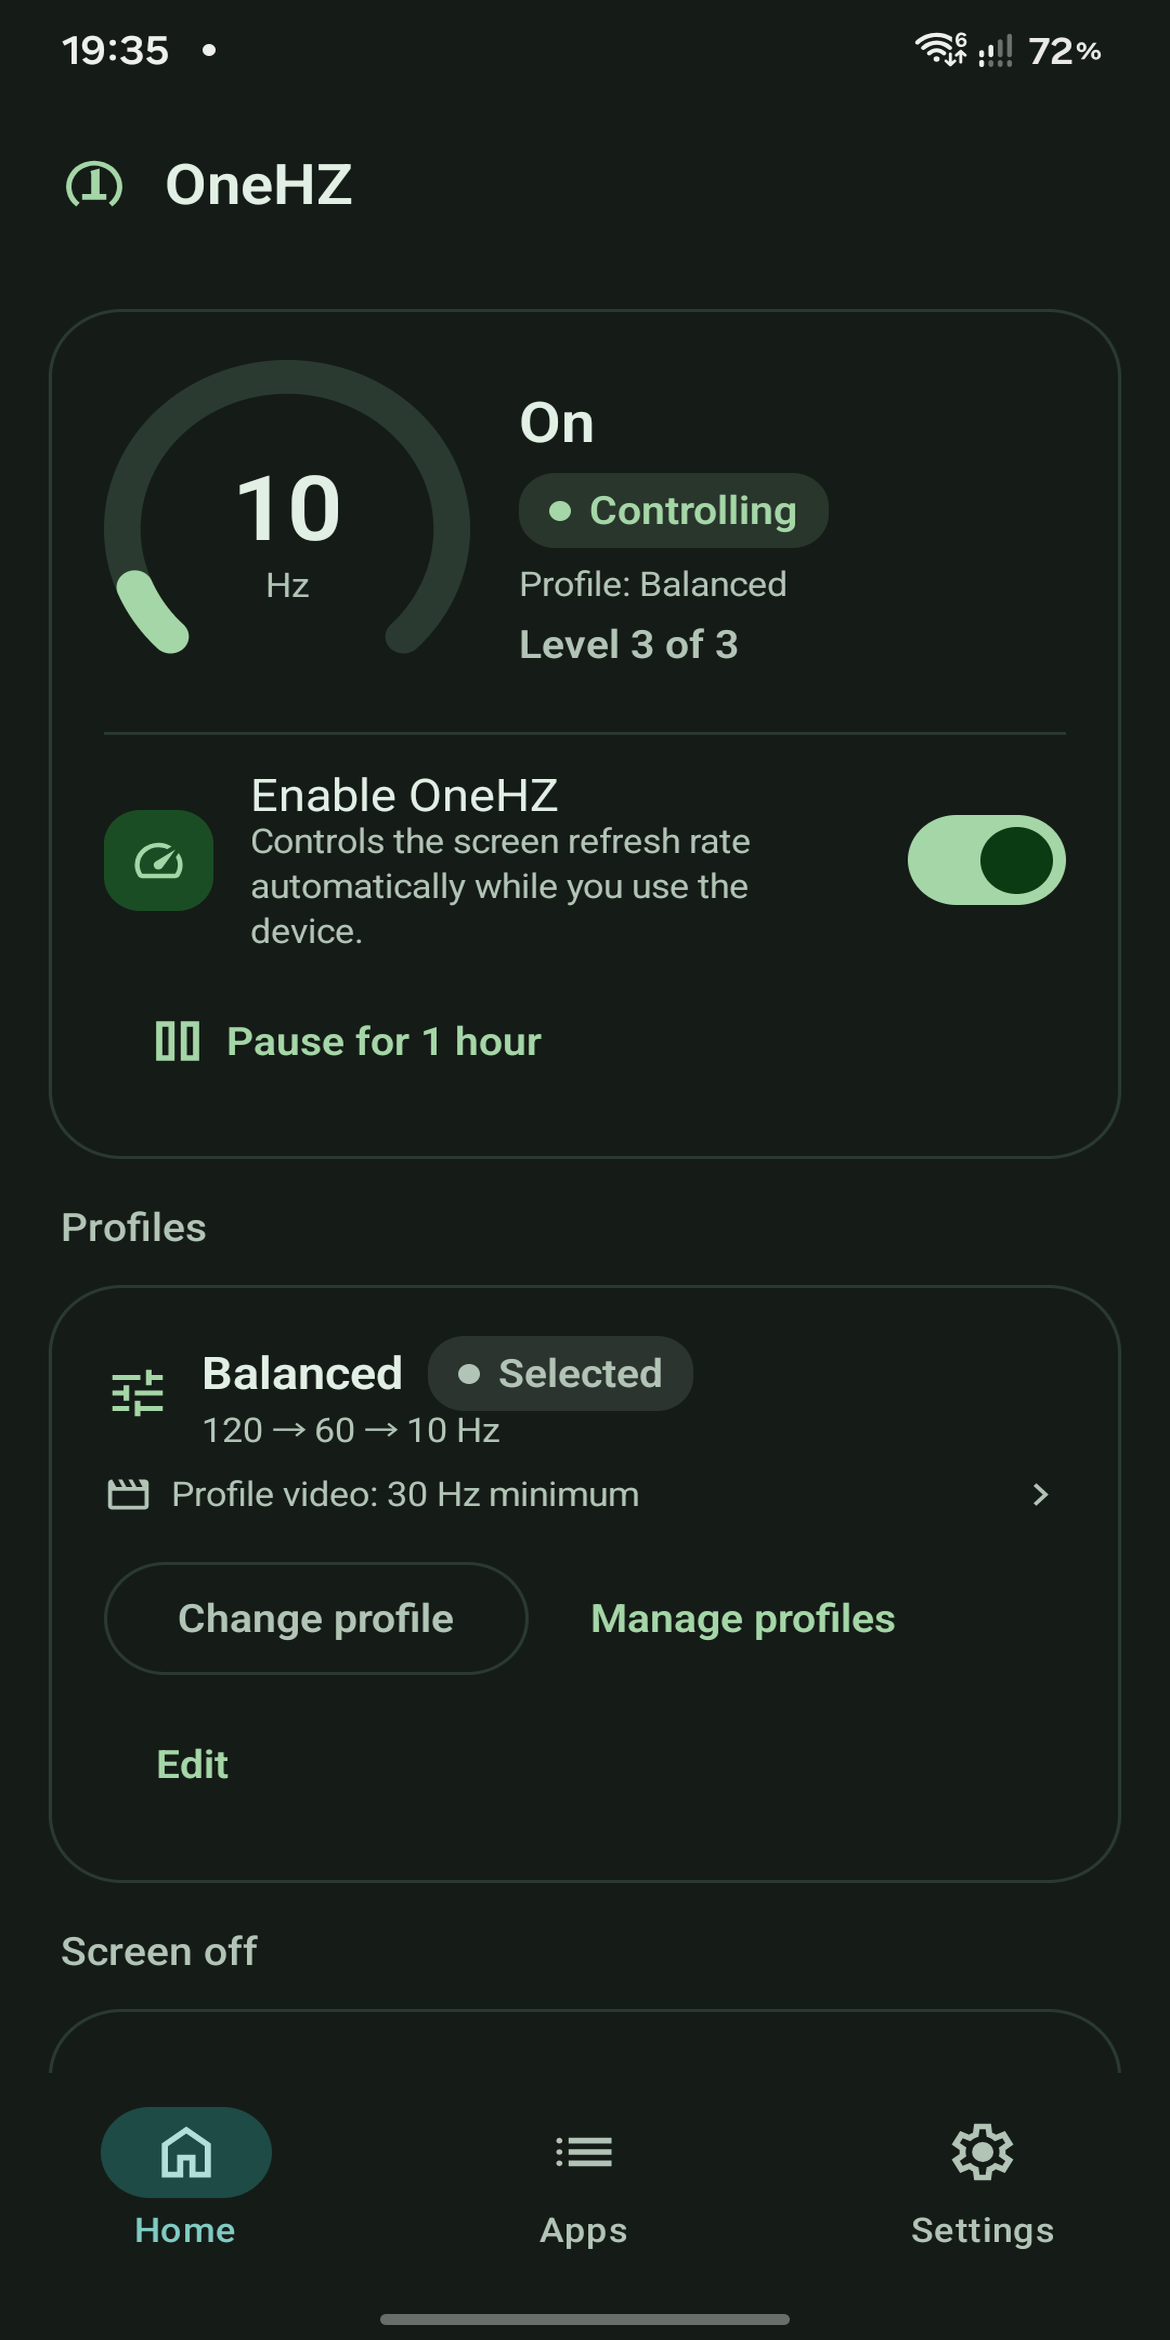 19:35
6
72%
OneHZ
10
Hz
On
Controlling
Profile: Balanced
Level 3 of 3
Enable OneHZ
Controls the screen refresh rate
automatically while you use the
device.
Pause for 1 hour
Profiles
Balanced
Selected
120 → 60 → 10 Hz
Profile video: 30 Hz minimum
Change profile
Manage profiles
Edit
Screen off
Home
Apps
Settings